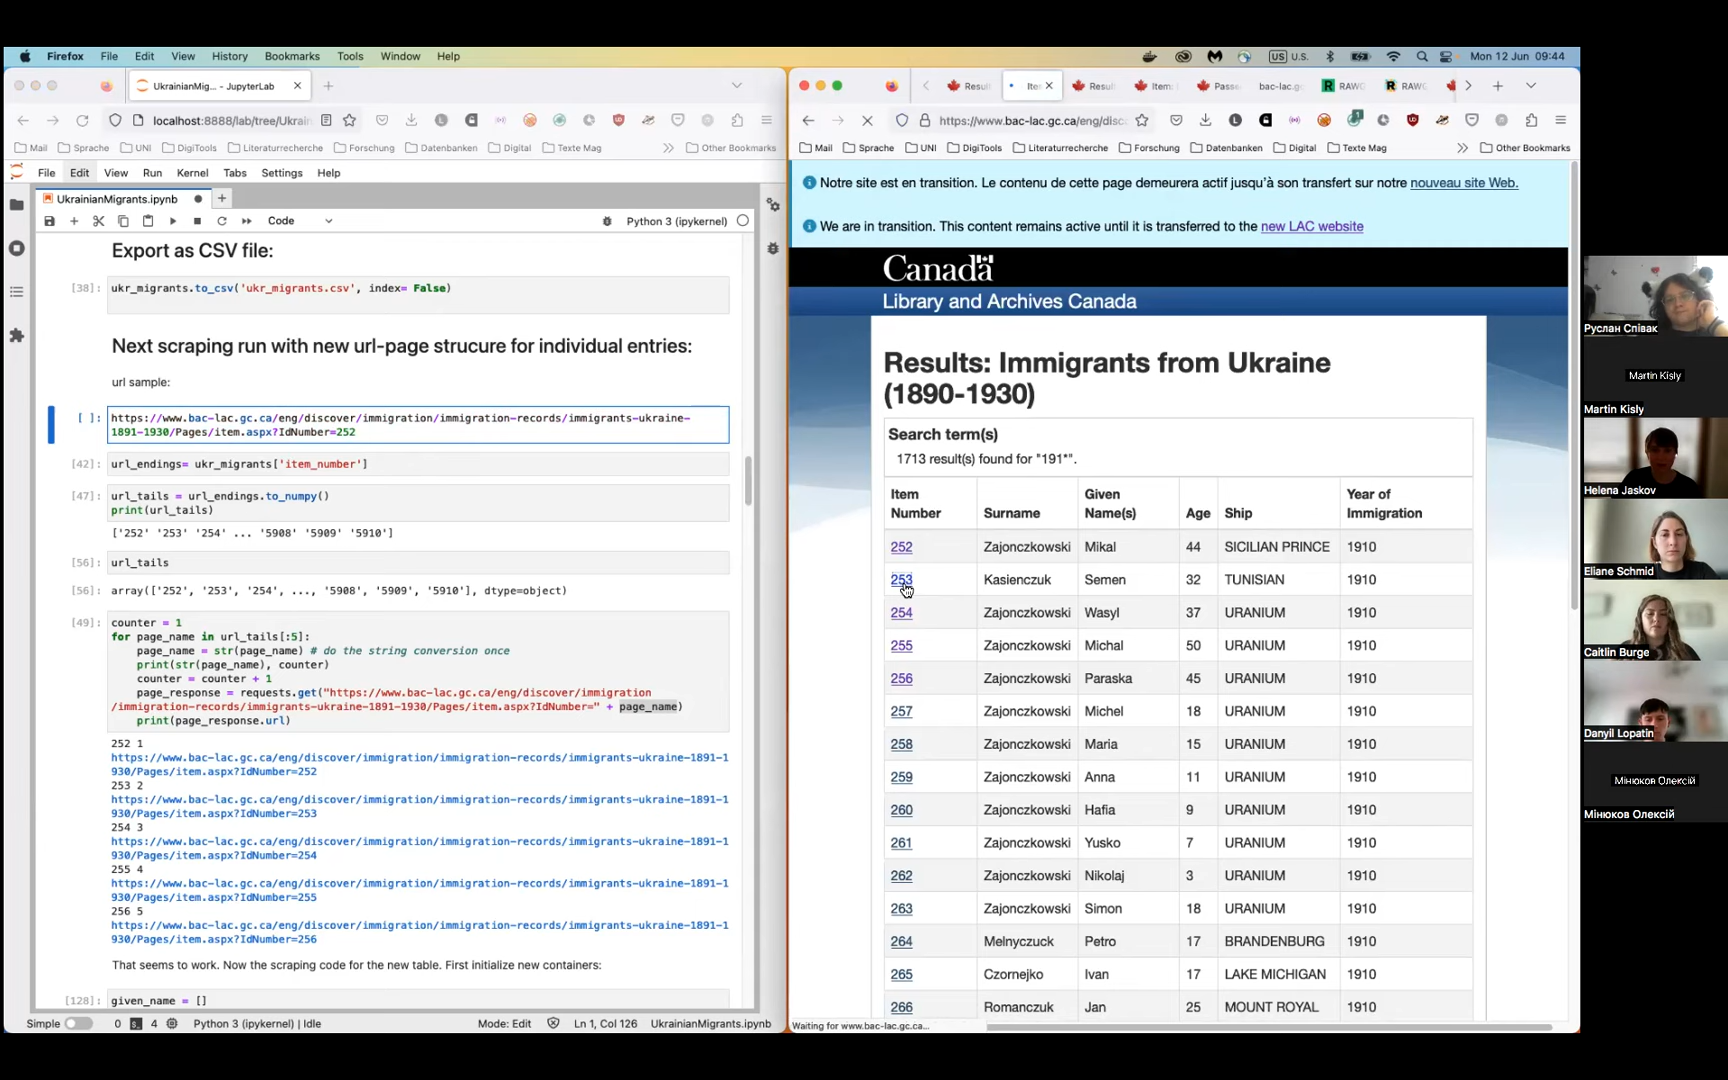 Firefox File Edit View History Bookmarks Tools Window Help
US U.S. Mon 12 Jun 09:44
UkrainianMig... - JupyterLab
localhost:8888/lab/tree/Ukrain
Mail Sprache UNI DigiTools Literaturrecherche Forschung Datenbanken Digital Texte Mag Other Bookmarks
File Edit View Run Kernel Tabs Settings Help
UkrainianMigrants.ipynb
Code Python 3 (ipykernel)
Export as CSV file:
[38]: ukr_migrants.to_csv('ukr_migrants.csv', index= False)
Next scraping run with new url-page strucure for individual entries:
url sample:
[ ]: https://www.bac-lac.gc.ca/eng/discover/immigration/immigration-records/immigrants-ukraine-
1891-1930/Pages/item.aspx?IdNumber=252
[42]: url_endings= ukr_migrants['item_number']
[47]: url_tails = url_endings.to_numpy()
print(url_tails)
['252' '253' '254' ... '5908' '5909' '5910']
[56]: url_tails
[56]: array(['252', '253', '254', ..., '5908', '5909', '5910'], dtype=object)
[49]: counter = 1
for page_name in url_tails[:5]:
page_name = str(page_name) # do the string conversion once
print(str(page_name), counter)
counter = counter + 1
page_response = requests.get("https://www.bac-lac.gc.ca/eng/discover/immigration
/immigration-records/immigrants-ukraine-1891-1930/Pages/item.aspx?IdNumber=" + page_name)
print(page_response.url)
252 1
https://www.bac-lac.gc.ca/eng/discover/immigration/immigration-records/immigrants-ukraine-1891-1
930/Pages/item.aspx?IdNumber=252
253 2
https://www.bac-lac.gc.ca/eng/discover/immigration/immigration-records/immigrants-ukraine-1891-1
930/Pages/item.aspx?IdNumber=253
254 3
https://www.bac-lac.gc.ca/eng/discover/immigration/immigration-records/immigrants-ukraine-1891-1
930/Pages/item.aspx?IdNumber=254
255 4
https://www.bac-lac.gc.ca/eng/discover/immigration/immigration-records/immigrants-ukraine-1891-1
930/Pages/item.aspx?IdNumber=255
256 5
https://www.bac-lac.gc.ca/eng/discover/immigration/immigration-records/immigrants-ukraine-1891-1
930/Pages/item.aspx?IdNumber=256
That seems to work. Now the scraping code for the new table. First initialize new containers:
[128]: given_name = []
Simple 0 4 Python 3 (ipykernel) | Idle Mode: Edit Ln 1, Col 126 UkrainianMigrants.ipynb
Resul Item Resul Item: Passe bac-lac.gc. RAWG RAWG
https://www.bac-lac.gc.ca/eng/disc
Mail Sprache UNI DigiTools Literaturrecherche Forschung Datenbanken Digital Texte Mag Other Bookmarks
Notre site est en transition. Le contenu de cette page demeurera actif jusqu'à son transfert sur notre nouveau site Web.
We are in transition. This content remains active until it is transferred to the new LAC website
Canada
Library and Archives Canada
Results: Immigrants from Ukraine
(1890-1930)
Search term(s)
1713 result(s) found for "191*".
Item Number Surname Given Name(s) Age Ship Year of Immigration
252 Zajonczkowski Mikal 44 SICILIAN PRINCE 1910
253 Kasienczuk Semen 32 TUNISIAN 1910
254 Zajonczkowski Wasyl 37 URANIUM 1910
255 Zajonczkowski Michal 50 URANIUM 1910
256 Zajonczkowski Paraska 45 URANIUM 1910
257 Zajonczkowski Michel 18 URANIUM 1910
258 Zajonczkowski Maria 15 URANIUM 1910
259 Zajonczkowski Anna 11 URANIUM 1910
260 Zajonczkowski Hafia 9 URANIUM 1910
261 Zajonczkowski Yusko 7 URANIUM 1910
262 Zajonczkowski Nikolaj 3 URANIUM 1910
263 Zajonczkowski Simon 18 URANIUM 1910
264 Melnyczuck Petro 17 BRANDENBURG 1910
265 Czornejko Ivan 17 LAKE MICHIGAN 1910
266 Romanczuk Jan 25 MOUNT ROYAL 1910
Waiting for www.bac-lac.gc.ca...
Руслан Співак
Martin Kisly
Martin Kisly
Helena Jaskov
Eliane Schmid
Caitlin Burge
Danyil Lopatin
Мінюков Олексій
Мінюков Олексій